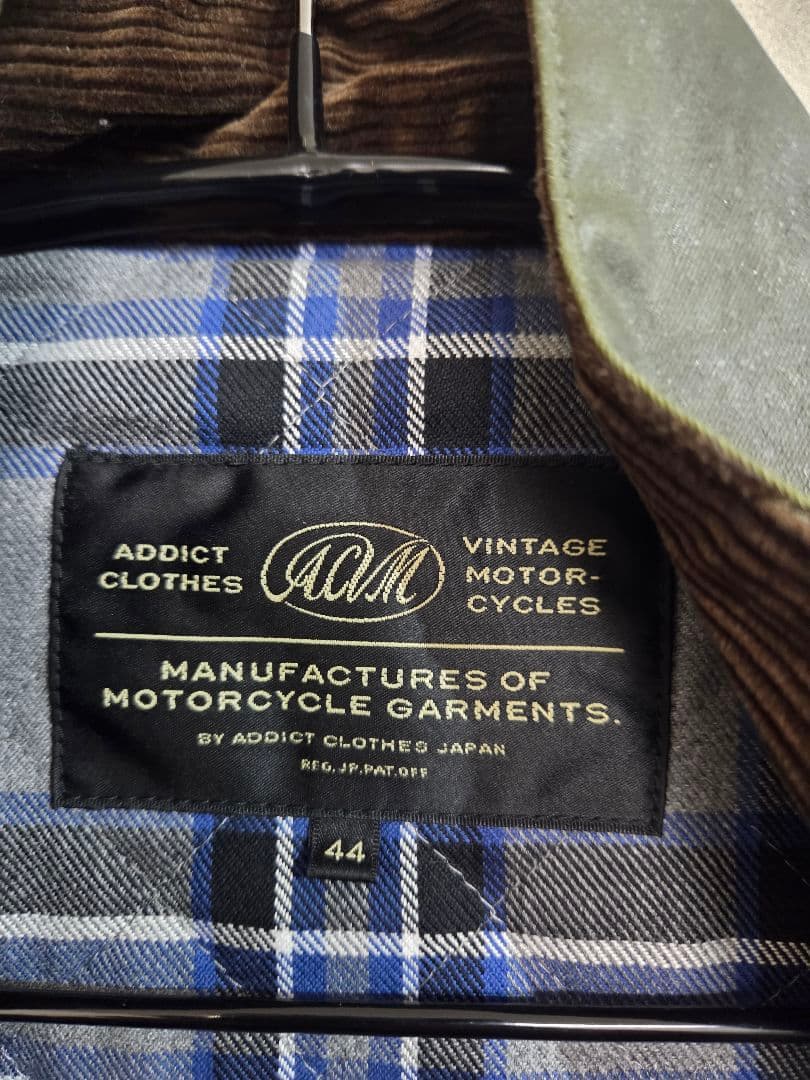 ADDICT
CLOTHES
ACVM
VINTAGE
MOTOR-
CYCLES
MANUFACTURES OF
MOTORCYCLE GARMENTS.
BY ADDICT CLOTHES JAPAN
REG. JP. PAT. OFF
44